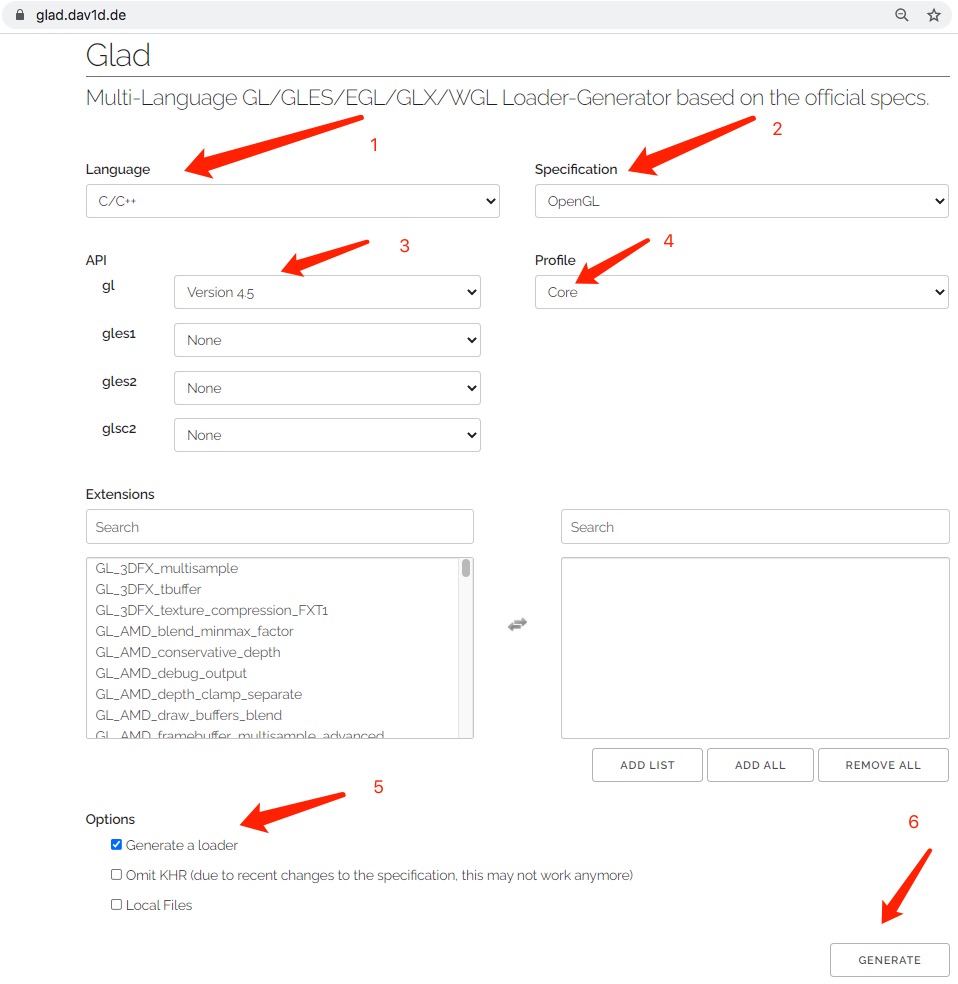 glad.dav1d.de
Glad
Multi-Language GL/GLES/EGL/GLX/WGL Loader-Generator based on the official specs.
1
2
Language
Specification
C/C++
OpenGL
3
4
API
Profile
gl
Version 4.5
Core
gles1
None
gles2
None
glsc2
None
Extensions
Search
Search
GL_3DFX_multisample
GL_3DFX_tbuffer
GL_3DFX_texture_compression_FXT1
GL_AMD_blend_minmax_factor
GL_AMD_conservative_depth
GL_AMD_debug_output
GL_AMD_depth_clamp_separate
GL_AMD_draw_buffers_blend
GL_AMD_framebuffer_multisample_advanced
ADD LIST
ADD ALL
REMOVE ALL
5
Options
6
Generate a loader
Omit KHR (due to recent changes to the specification, this may not work anymore)
Local Files
GENERATE